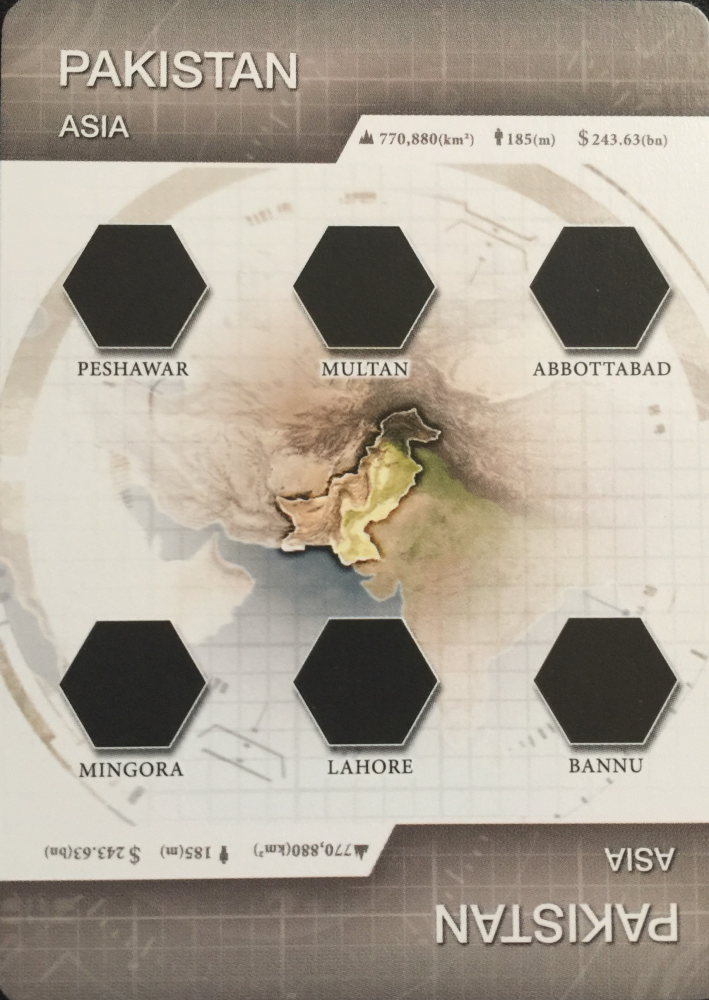 PAKISTAN
ASIA
770,880(km²) 185(m) $243.63(bn)
PESHAWAR MULTAN ABBOTTABAD
MINGORA LAHORE BANNU
770,880(km²) 185(m) $243.63(bn)
ASIA
PAKISTAN